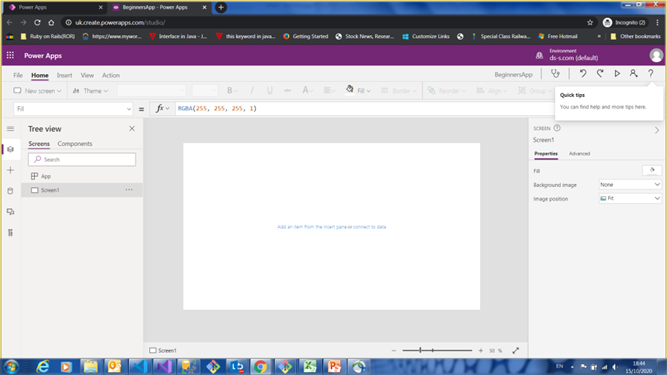 Power Apps
BeginnersApp - Power Apps
Incognito (2)
uk.create.powerapps.com/studio/
Ruby on Rails(ROR)
https://www.mywor...
Interface in Java - J...
this keyword in java...
Getting Started
Stock News, Resear...
Customize Links
Special Class Railway...
Free Hotmail
»
Other bookmarks
Power Apps
Environment
ds-s.com (default)
File
Home
Insert
View
Action
BeginnersApp
New screen
Theme
B
Fill
Border
Reorder
Align
Quick tips
You can find help and more tips here.
Fill
=
fx
RGBA(255, 255, 255, 1)
Tree view
Screens
Components
Search
App
Screen1
Add an item from the insert pane or connect to data
SCREEN
Screen1
Properties
Advanced
Fill
Background image
None
Image position
Fit
Screen1
50 %
EN
18:44
15/10/2020